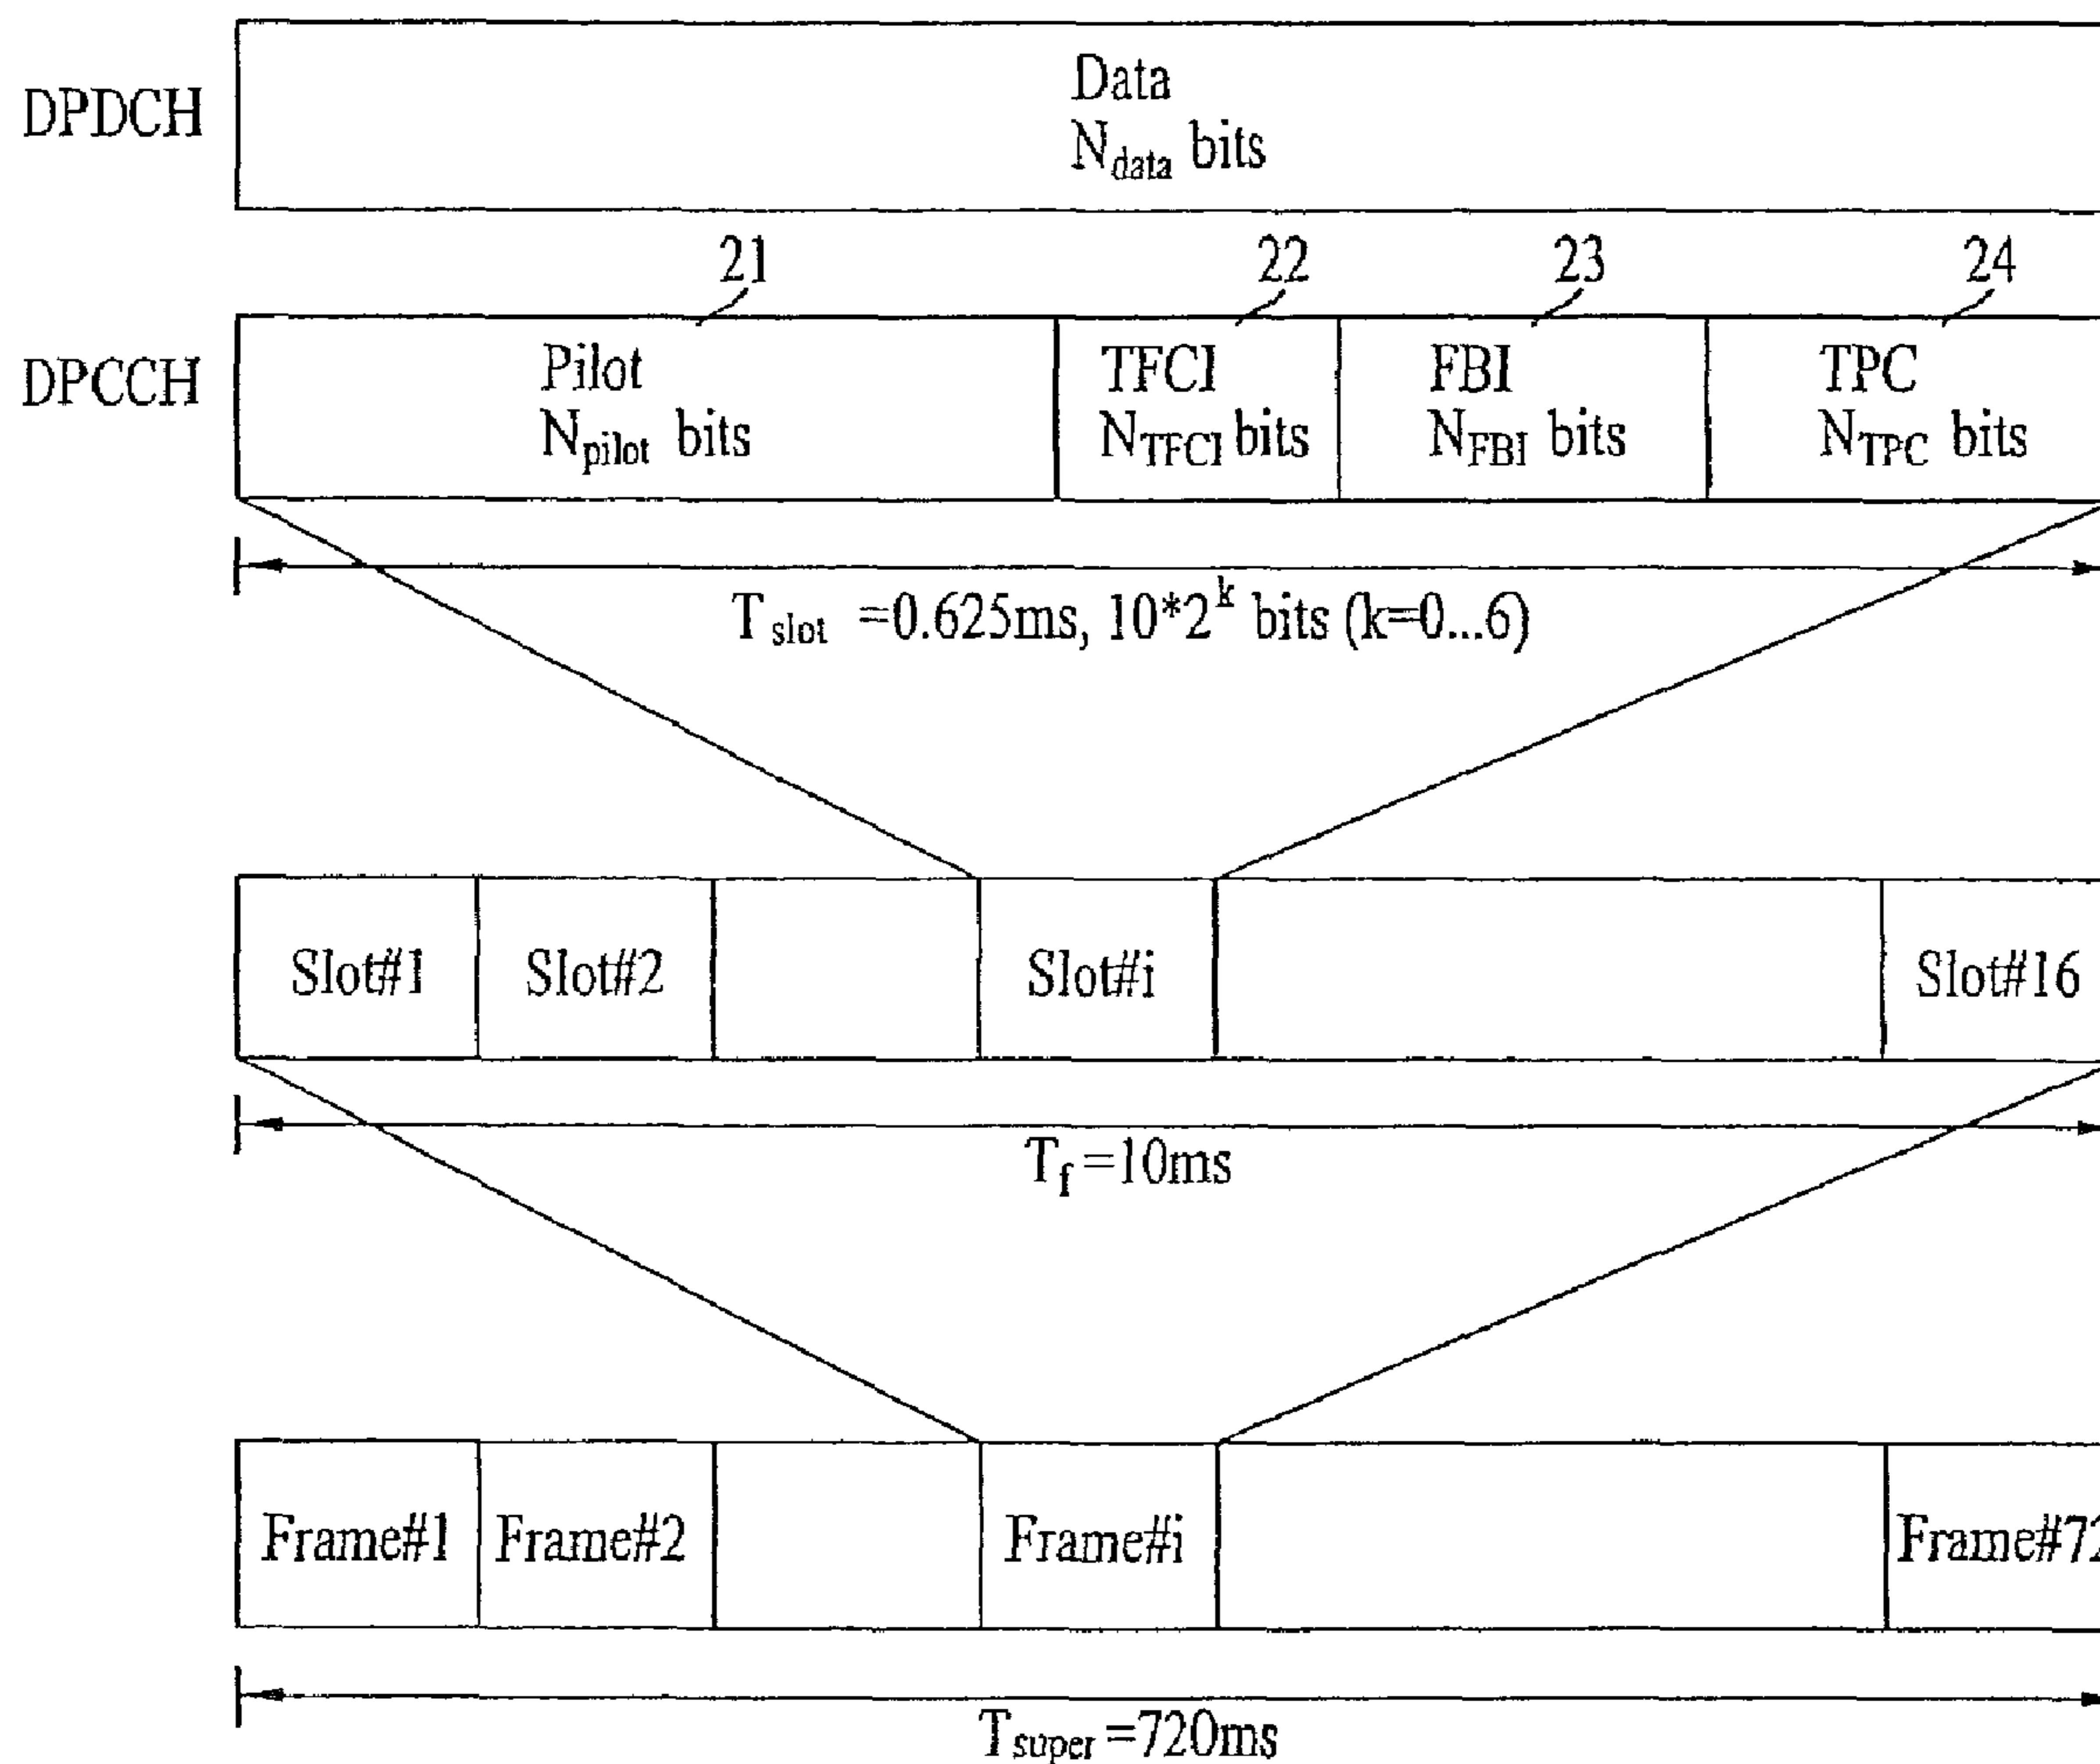 DPDCH
Data
N_data bits
21
22
23
24
DPCCH
Pilot
N_pilot bits
TFCI
N_TFCI bits
FBI
N_FBI bits
TPC
N_TPC bits
T_slot =0.625ms, 10*2^k bits (k=0...6)
Slot#1
Slot#2
Slot#i
Slot#16
T_f=10ms
Frame#1
Frame#2
Frame#i
Frame#72
T_super=720ms